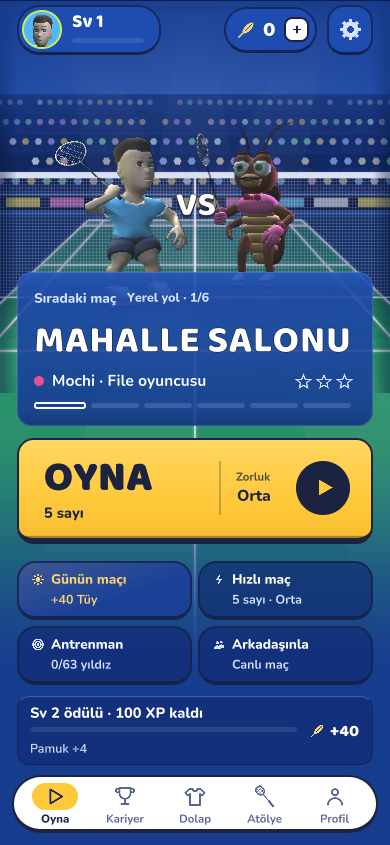 Sv 1
0
+
VS
Sıradaki maç Yerel yol · 1/6
MAHALLE SALONU
Mochi · File oyuncusu
OYNA
5 sayı
Zorluk
Orta
Günün maçı
+40 Tüy
Hızlı maç
5 sayı · Orta
Antrenman
0/63 yıldız
Arkadaşınla
Canlı maç
Sv 2 ödülü · 100 XP kaldı
+40
Pamuk +4
Oyna
Kariyer
Dolap
Atölye
Profil